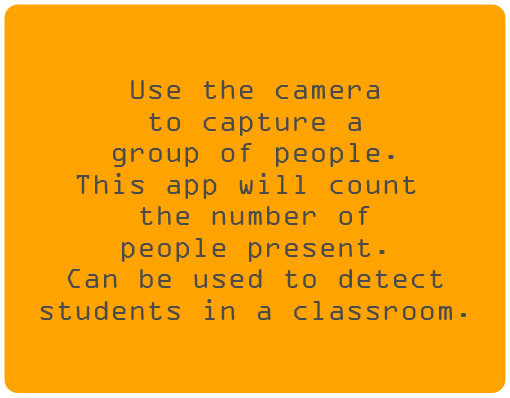 Use the camera
to capture a
group of people.
This app will count
the number of
people present.
Can be used to detect
students in a classroom.